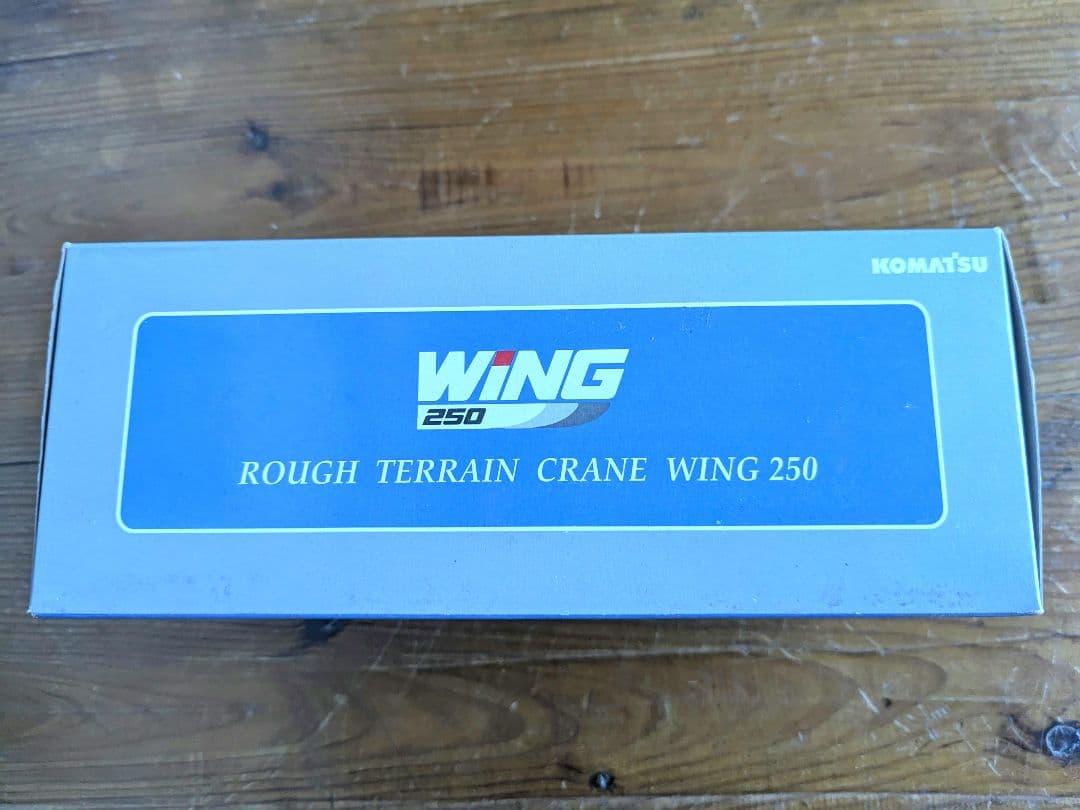 KOMATSU
WiNG
250
ROUGH TERRAIN CRANE WING 250